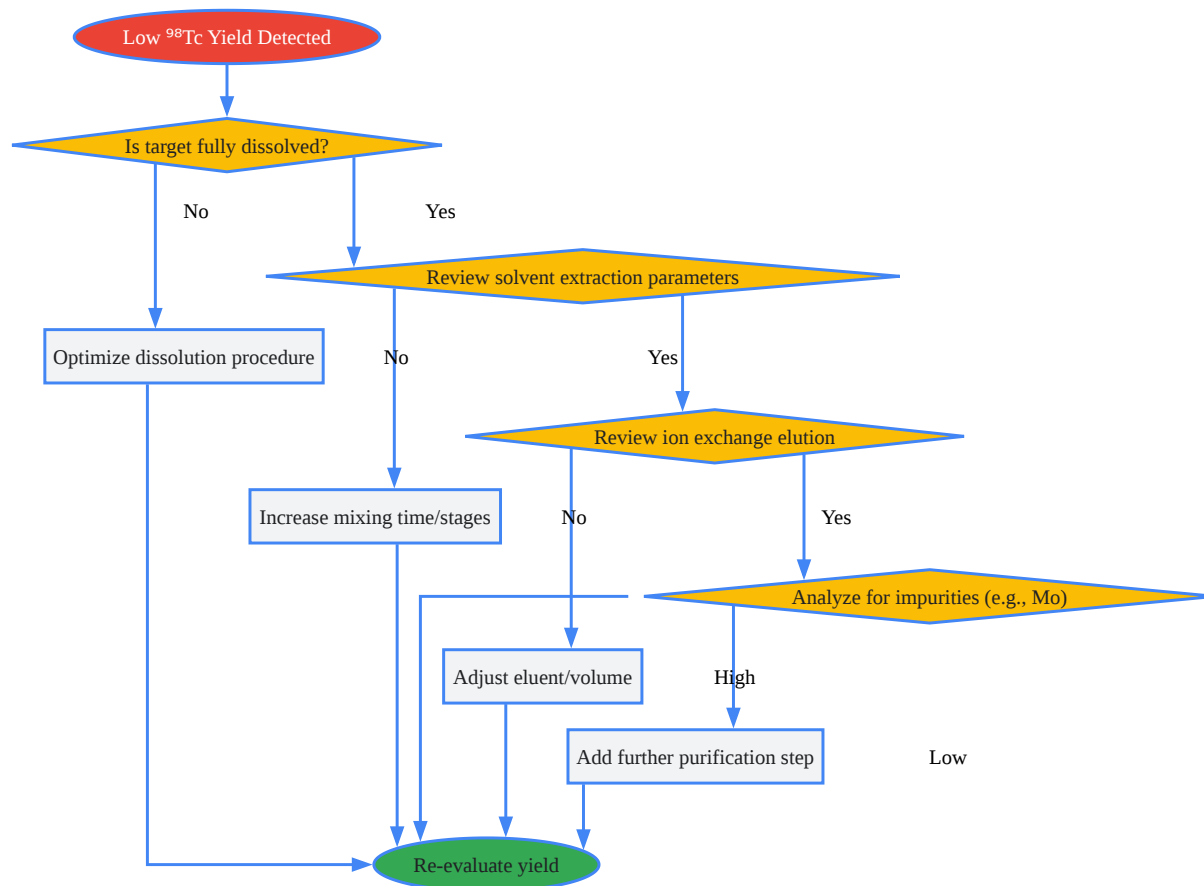 Low ⁹⁸Tc Yield Detected
Is target fully dissolved?
No
Yes
Review solvent extraction parameters
Optimize dissolution procedure
No
Yes
Review ion exchange elution
Increase mixing time/stages
No
Yes
Analyze for impurities (e.g., Mo)
Adjust eluent/volume
High
Add further purification step
Low
Re-evaluate yield